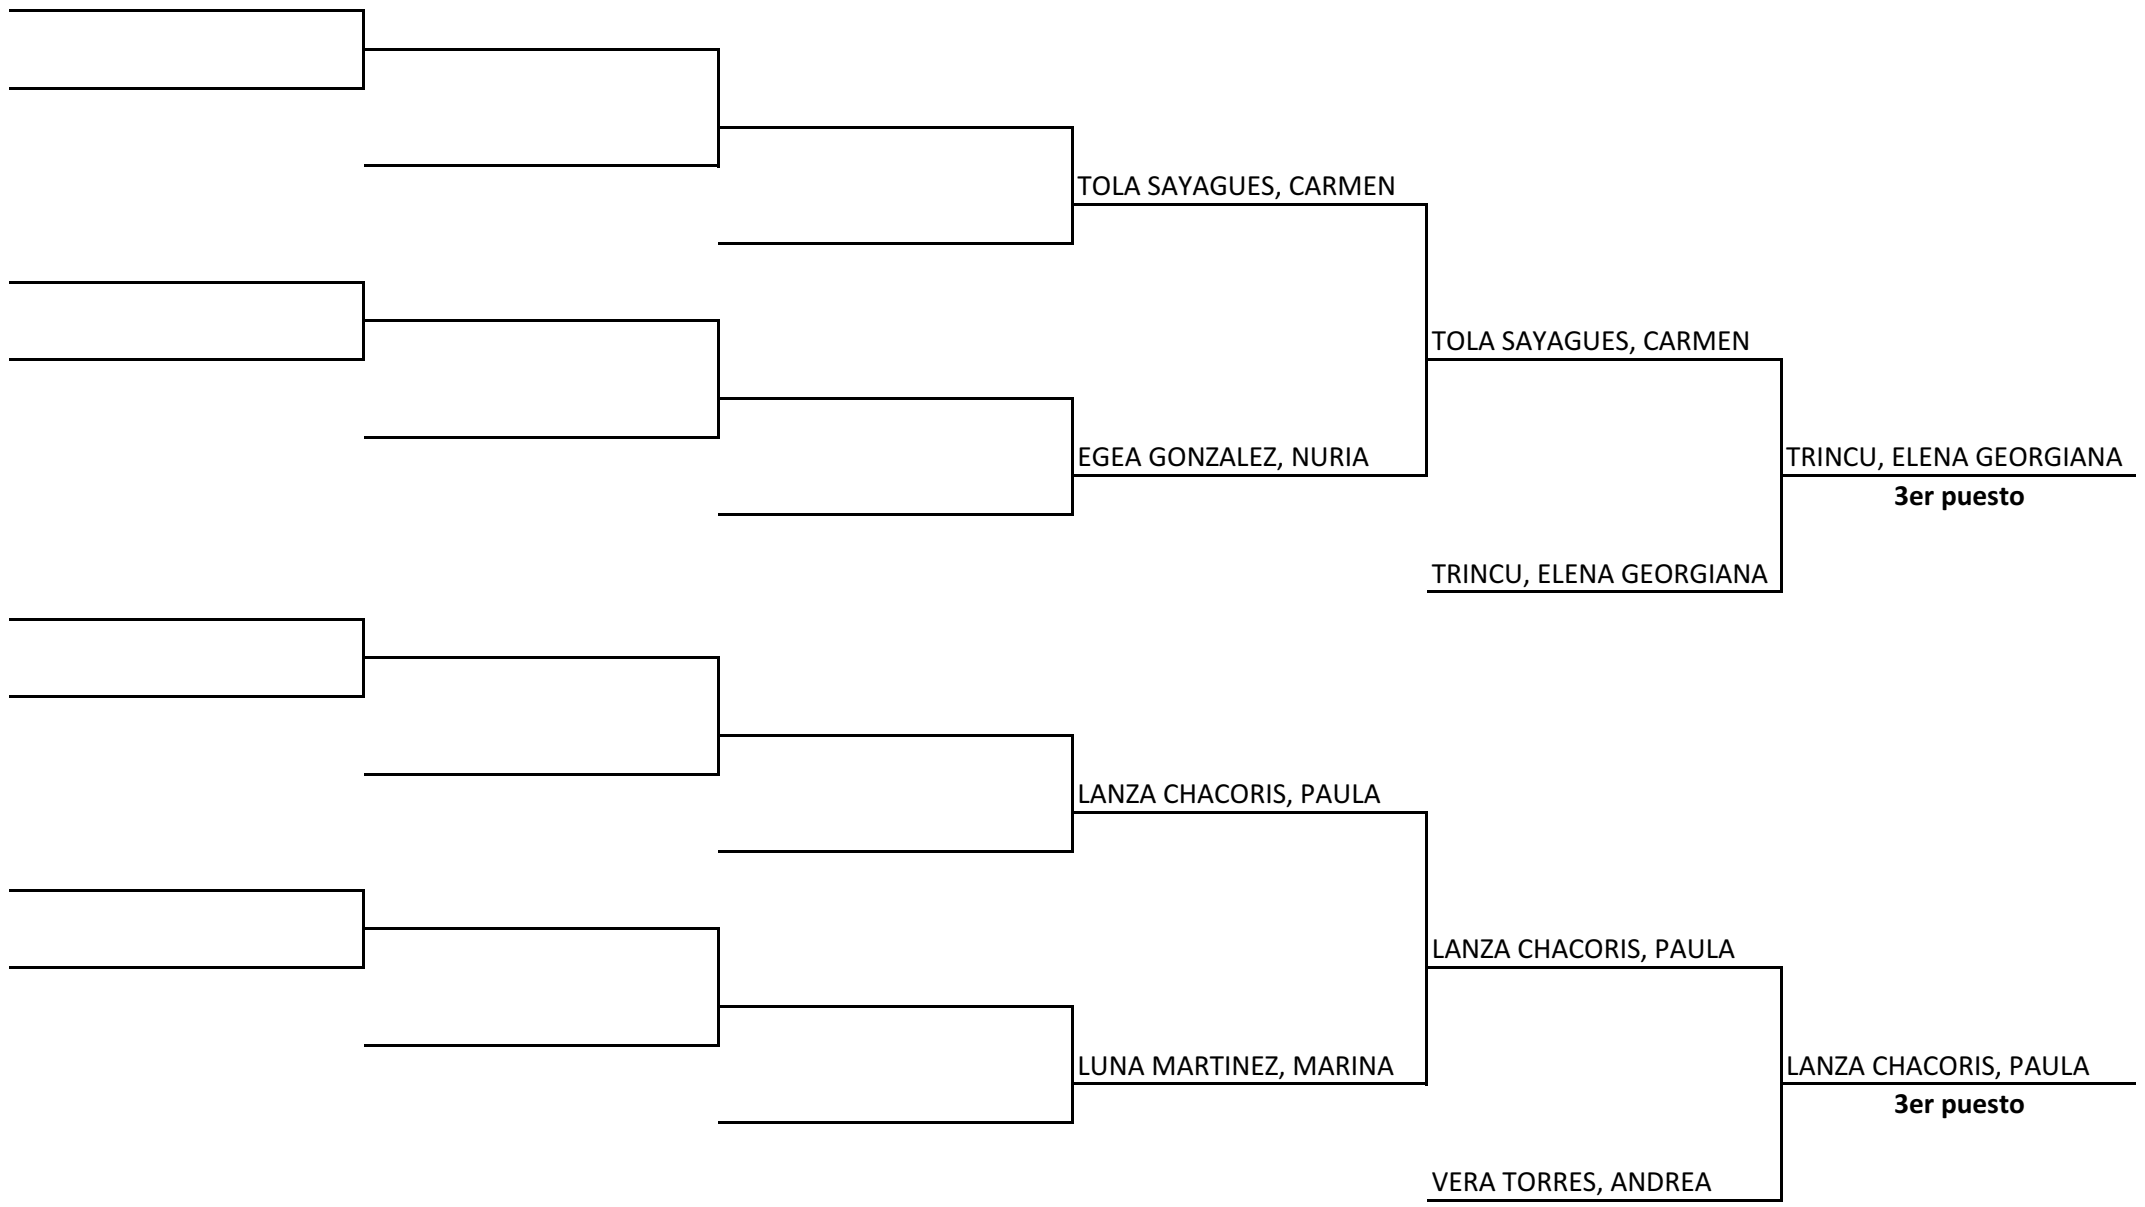 TOLA SAYAGUES, CARMEN
TOLA SAYAGUES, CARMEN
EGEA GONZALEZ, NURIA
TRINCU, ELENA GEORGIANA
3er puesto
TRINCU, ELENA GEORGIANA
LANZA CHACORIS, PAULA
LANZA CHACORIS, PAULA
LUNA MARTINEZ, MARINA
LANZA CHACORIS, PAULA
3er puesto
VERA TORRES, ANDREA